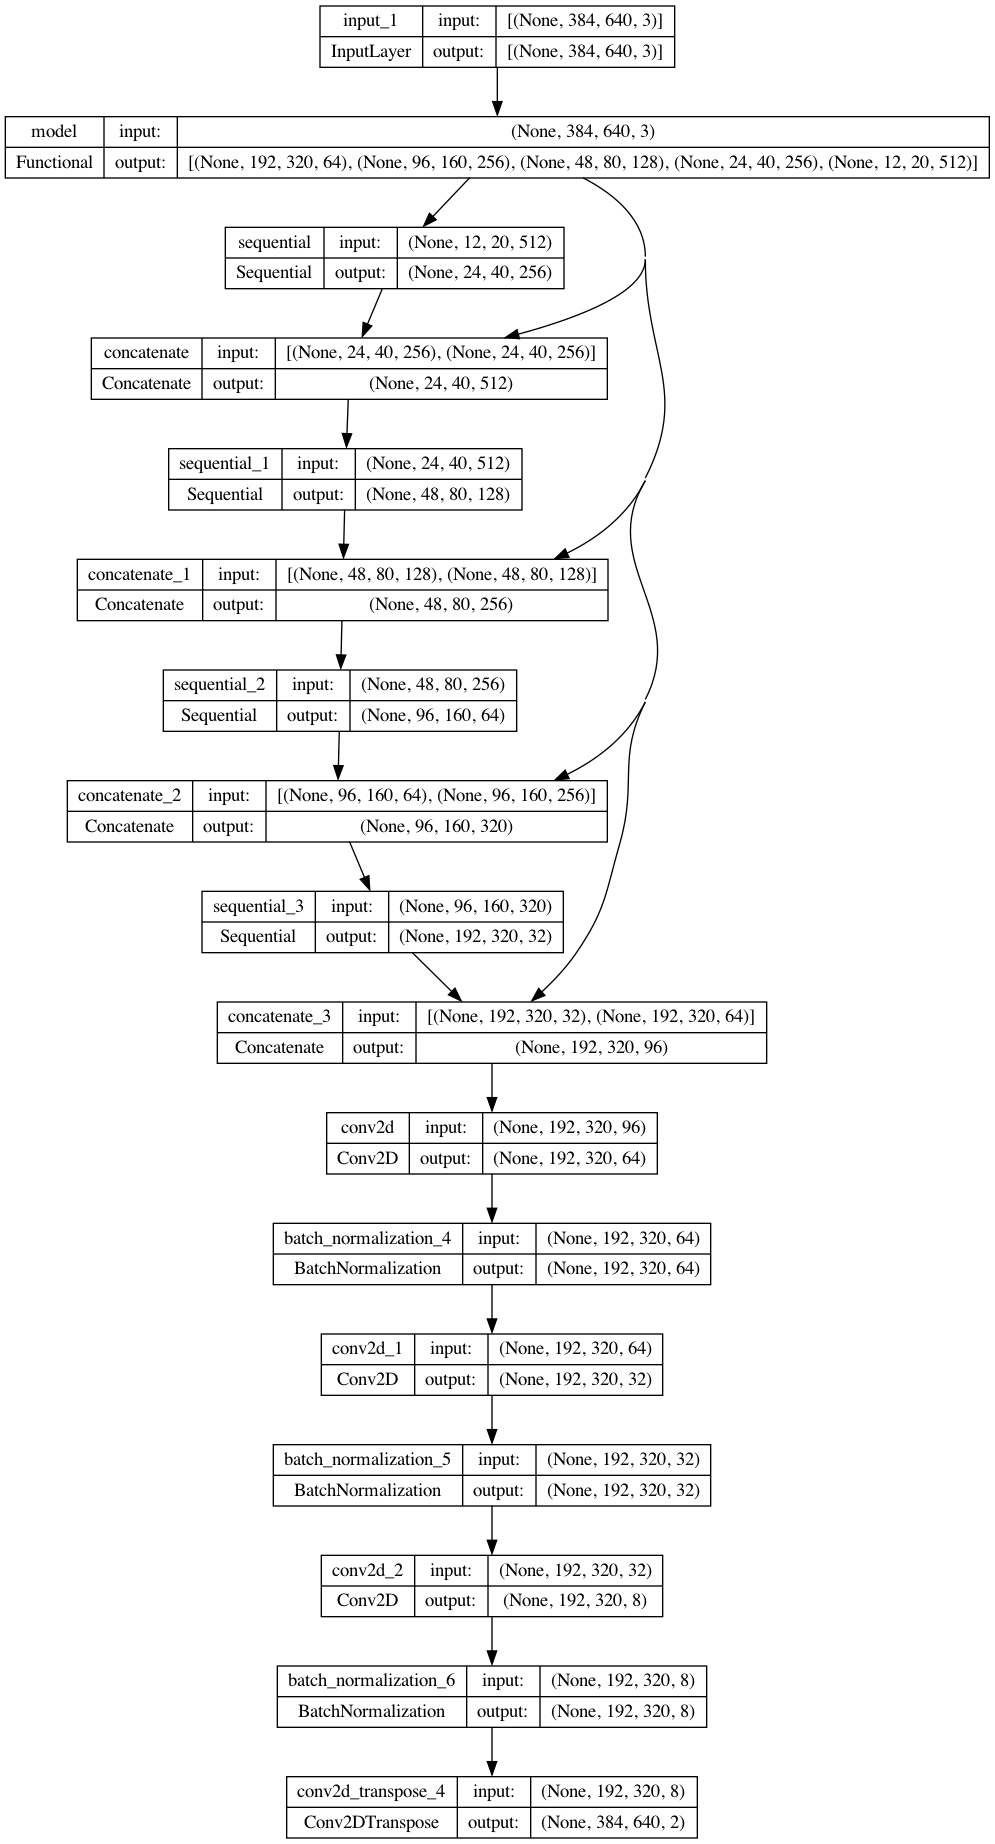 input_1 input: [(None, 384, 640, 3)]
InputLayer output: [(None, 384, 640, 3)]
model input: (None, 384, 640, 3)
Functional output: [(None, 192, 320, 64), (None, 96, 160, 256), (None, 48, 80, 128), (None, 24, 40, 256), (None, 12, 20, 512)]
sequential input: (None, 12, 20, 512)
Sequential output: (None, 24, 40, 256)
concatenate input: [(None, 24, 40, 256), (None, 24, 40, 256)]
Concatenate output: (None, 24, 40, 512)
sequential_1 input: (None, 24, 40, 512)
Sequential output: (None, 48, 80, 128)
concatenate_1 input: [(None, 48, 80, 128), (None, 48, 80, 128)]
Concatenate output: (None, 48, 80, 256)
sequential_2 input: (None, 48, 80, 256)
Sequential output: (None, 96, 160, 64)
concatenate_2 input: [(None, 96, 160, 64), (None, 96, 160, 256)]
Concatenate output: (None, 96, 160, 320)
sequential_3 input: (None, 96, 160, 320)
Sequential output: (None, 192, 320, 32)
concatenate_3 input: [(None, 192, 320, 32), (None, 192, 320, 64)]
Concatenate output: (None, 192, 320, 96)
conv2d input: (None, 192, 320, 96)
Conv2D output: (None, 192, 320, 64)
batch_normalization_4 input: (None, 192, 320, 64)
BatchNormalization output: (None, 192, 320, 64)
conv2d_1 input: (None, 192, 320, 64)
Conv2D output: (None, 192, 320, 32)
batch_normalization_5 input: (None, 192, 320, 32)
BatchNormalization output: (None, 192, 320, 32)
conv2d_2 input: (None, 192, 320, 32)
Conv2D output: (None, 192, 320, 8)
batch_normalization_6 input: (None, 192, 320, 8)
BatchNormalization output: (None, 192, 320, 8)
conv2d_transpose_4 input: (None, 192, 320, 8)
Conv2DTranspose output: (None, 384, 640, 2)